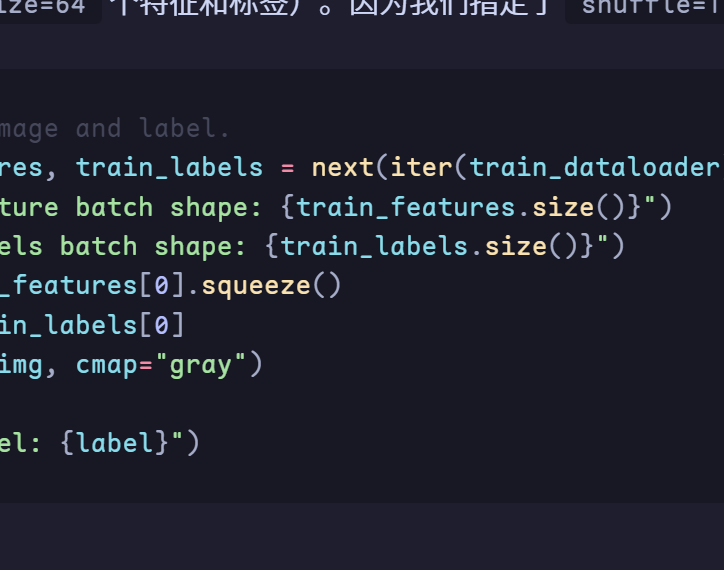 ize=64 个特征和标签）。因为我们指定了 shuffle=T
mage and label.
res, train_labels = next(iter(train_dataloader
ture batch shape: {train_features.size()}")
els batch shape: {train_labels.size()}")
_features[0].squeeze()
in_labels[0]
img, cmap="gray")
el: {label}")